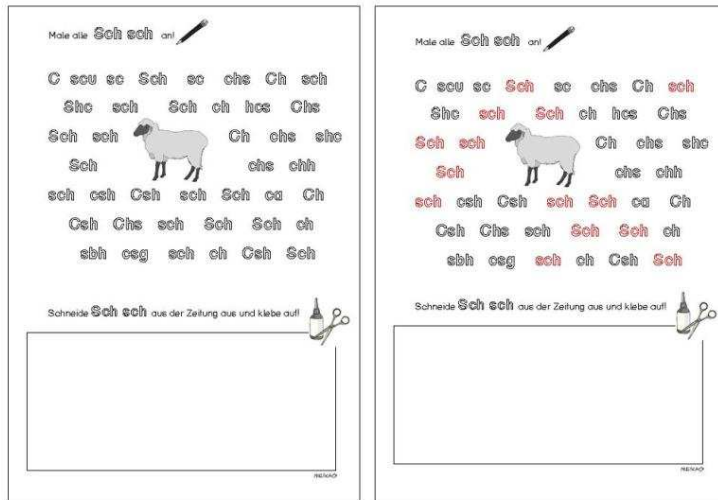 Male alle Sch sch an!
C scu sc Sch sc chs Ch sch
Shc sch Sch ch hcs Chs
Sch sch Ch chs shc
Sch chs chh
sch csh Csh sch Sch ca Ch
Csh Chs sch Sch Sch ch
sbh csg sch ch Csh Sch
Schneide Sch sch aus der Zeitung aus und klebe auf!
Male alle Sch sch an!
C scu sc Sch sc chs Ch sch
Shc sch Sch ch hcs Chs
Sch sch Ch chs shc
Sch chs chh
sch csh Csh sch Sch ca Ch
Csh Chs sch Sch Sch ch
sbh csg sch ch Csh Sch
Schneide Sch sch aus der Zeitung aus und klebe auf!